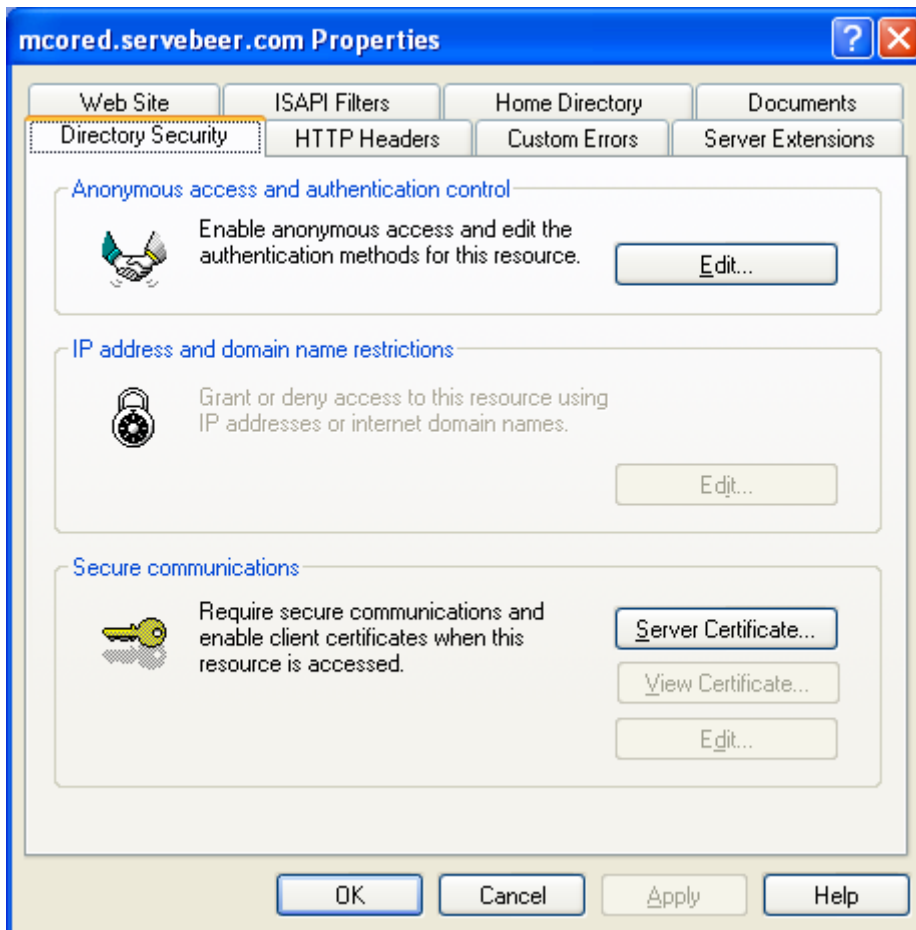 mcored.servebeer.com Properties
Web Site ISAPI Filters Home Directory Documents
Directory Security HTTP Headers Custom Errors Server Extensions
Anonymous access and authentication control
Enable anonymous access and edit the
authentication methods for this resource.
Edit...
IP address and domain name restrictions
Grant or deny access to this resource using
IP addresses or internet domain names.
Edit...
Secure communications
Require secure communications and
enable client certificates when this
resource is accessed.
Server Certificate...
View Certificate...
Edit...
OK Cancel Apply Help